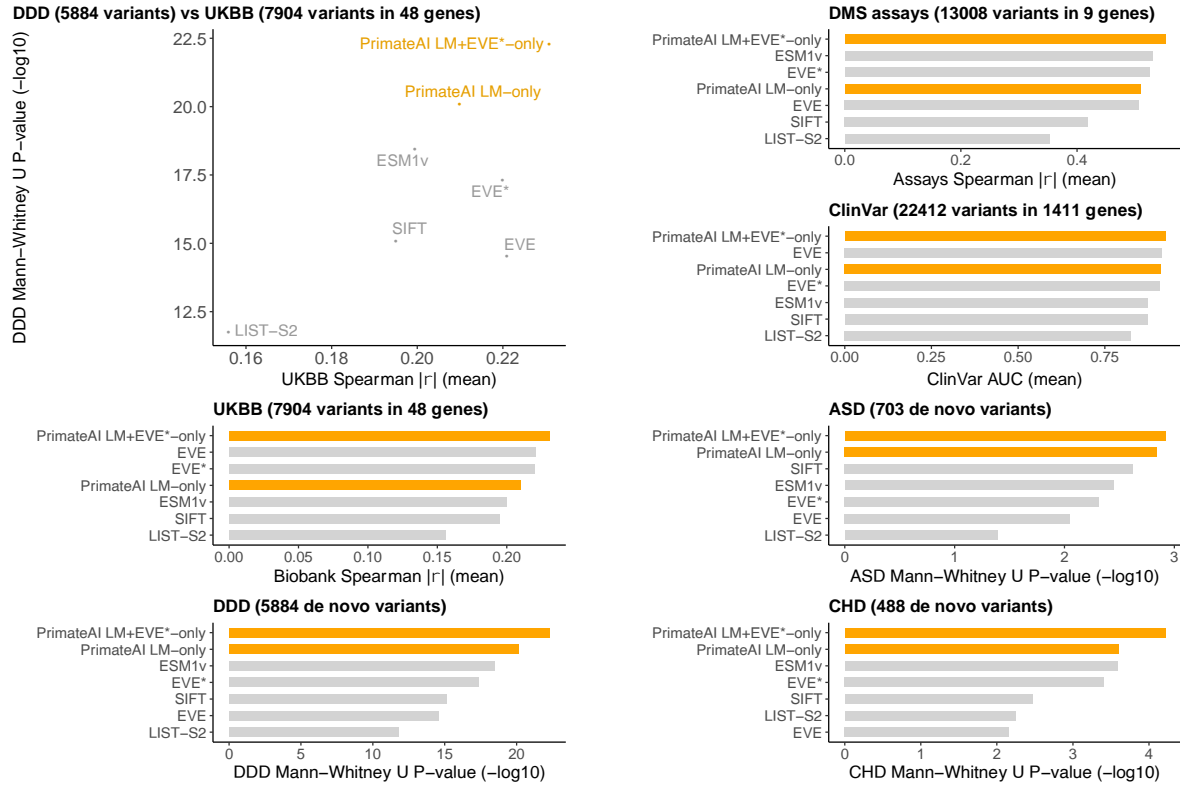 DDD (5884 variants) vs UKBB (7904 variants in 48 genes)
DDD Mann−Whitney U P−value (−log10)
22.5
20.0
17.5
15.0
12.5
PrimateAI LM+EVE*−only
PrimateAI LM−only
ESM1v
EVE*
SIFT
EVE
LIST−S2
0.16
0.18
0.20
0.22
UKBB Spearman |r| (mean)
DMS assays (13008 variants in 9 genes)
PrimateAI LM+EVE*−only
ESM1v
EVE*
PrimateAI LM−only
EVE
SIFT
LIST−S2
0.0
0.2
0.4
Assays Spearman |r| (mean)
ClinVar (22412 variants in 1411 genes)
PrimateAI LM+EVE*−only
EVE
PrimateAI LM−only
EVE*
ESM1v
SIFT
LIST−S2
0.00
0.25
0.50
0.75
ClinVar AUC (mean)
UKBB (7904 variants in 48 genes)
PrimateAI LM+EVE*−only
EVE
EVE*
PrimateAI LM−only
ESM1v
SIFT
LIST−S2
0.00
0.05
0.10
0.15
0.20
Biobank Spearman |r| (mean)
ASD (703 de novo variants)
PrimateAI LM+EVE*−only
PrimateAI LM−only
SIFT
ESM1v
EVE*
EVE
LIST−S2
0
1
2
3
ASD Mann−Whitney U P−value (−log10)
DDD (5884 de novo variants)
PrimateAI LM+EVE*−only
PrimateAI LM−only
ESM1v
EVE*
SIFT
EVE
LIST−S2
0
5
10
15
20
DDD Mann−Whitney U P−value (−log10)
CHD (488 de novo variants)
PrimateAI LM+EVE*−only
PrimateAI LM−only
ESM1v
EVE*
SIFT
LIST−S2
EVE
0
1
2
3
4
CHD Mann−Whitney U P−value (−log10)